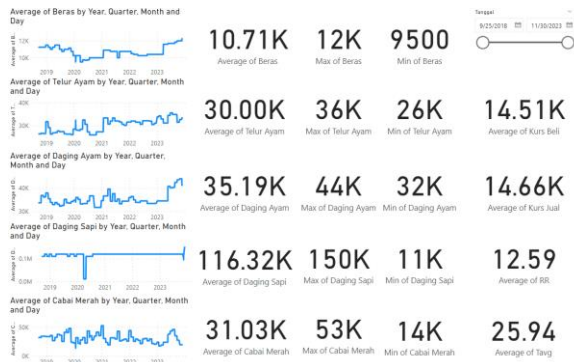 Average of Beras by Year, Quarter, Month and
Day
12K
10K
2019 2020 2021 2022 2023
10.71K
Average of Beras
12K
Max of Beras
9500
Min of Beras
Tanggal
9/25/2018 11/30/2023
Average of Telur Ayam by Year, Quarter, Month
and Day
40K
30K
2019 2020 2021 2022 2023
30.00K
Average of Telur Ayam
36K
Max of Telur Ayam
26K
Min of Telur Ayam
14.51K
Average of Kurs Beli
Average of Daging Ayam by Year, Quarter,
Month and Day
40K
30K
2019 2020 2021 2022 2023
35.19K
Average of Daging Ayam
44K
Max of Daging Ayam
32K
Min of Daging Ayam
14.66K
Average of Kurs Jual
Average of Daging Sapi by Year, Quarter, Month
and Day
0.1M
0.0M
2019 2020 2021 2022 2023
116.32K
Average of Daging Sapi
150K
Max of Daging Sapi
11K
Min of Daging Sapi
12.59
Average of RR
Average of Cabai Merah by Year, Quarter, Month
and Day
50K
0K
2019 2020 2021 2022 2023
31.03K
Average of Cabai Merah
53K
Max of Cabai Merah
14K
Min of Cabai Merah
25.94
Average of Tavg